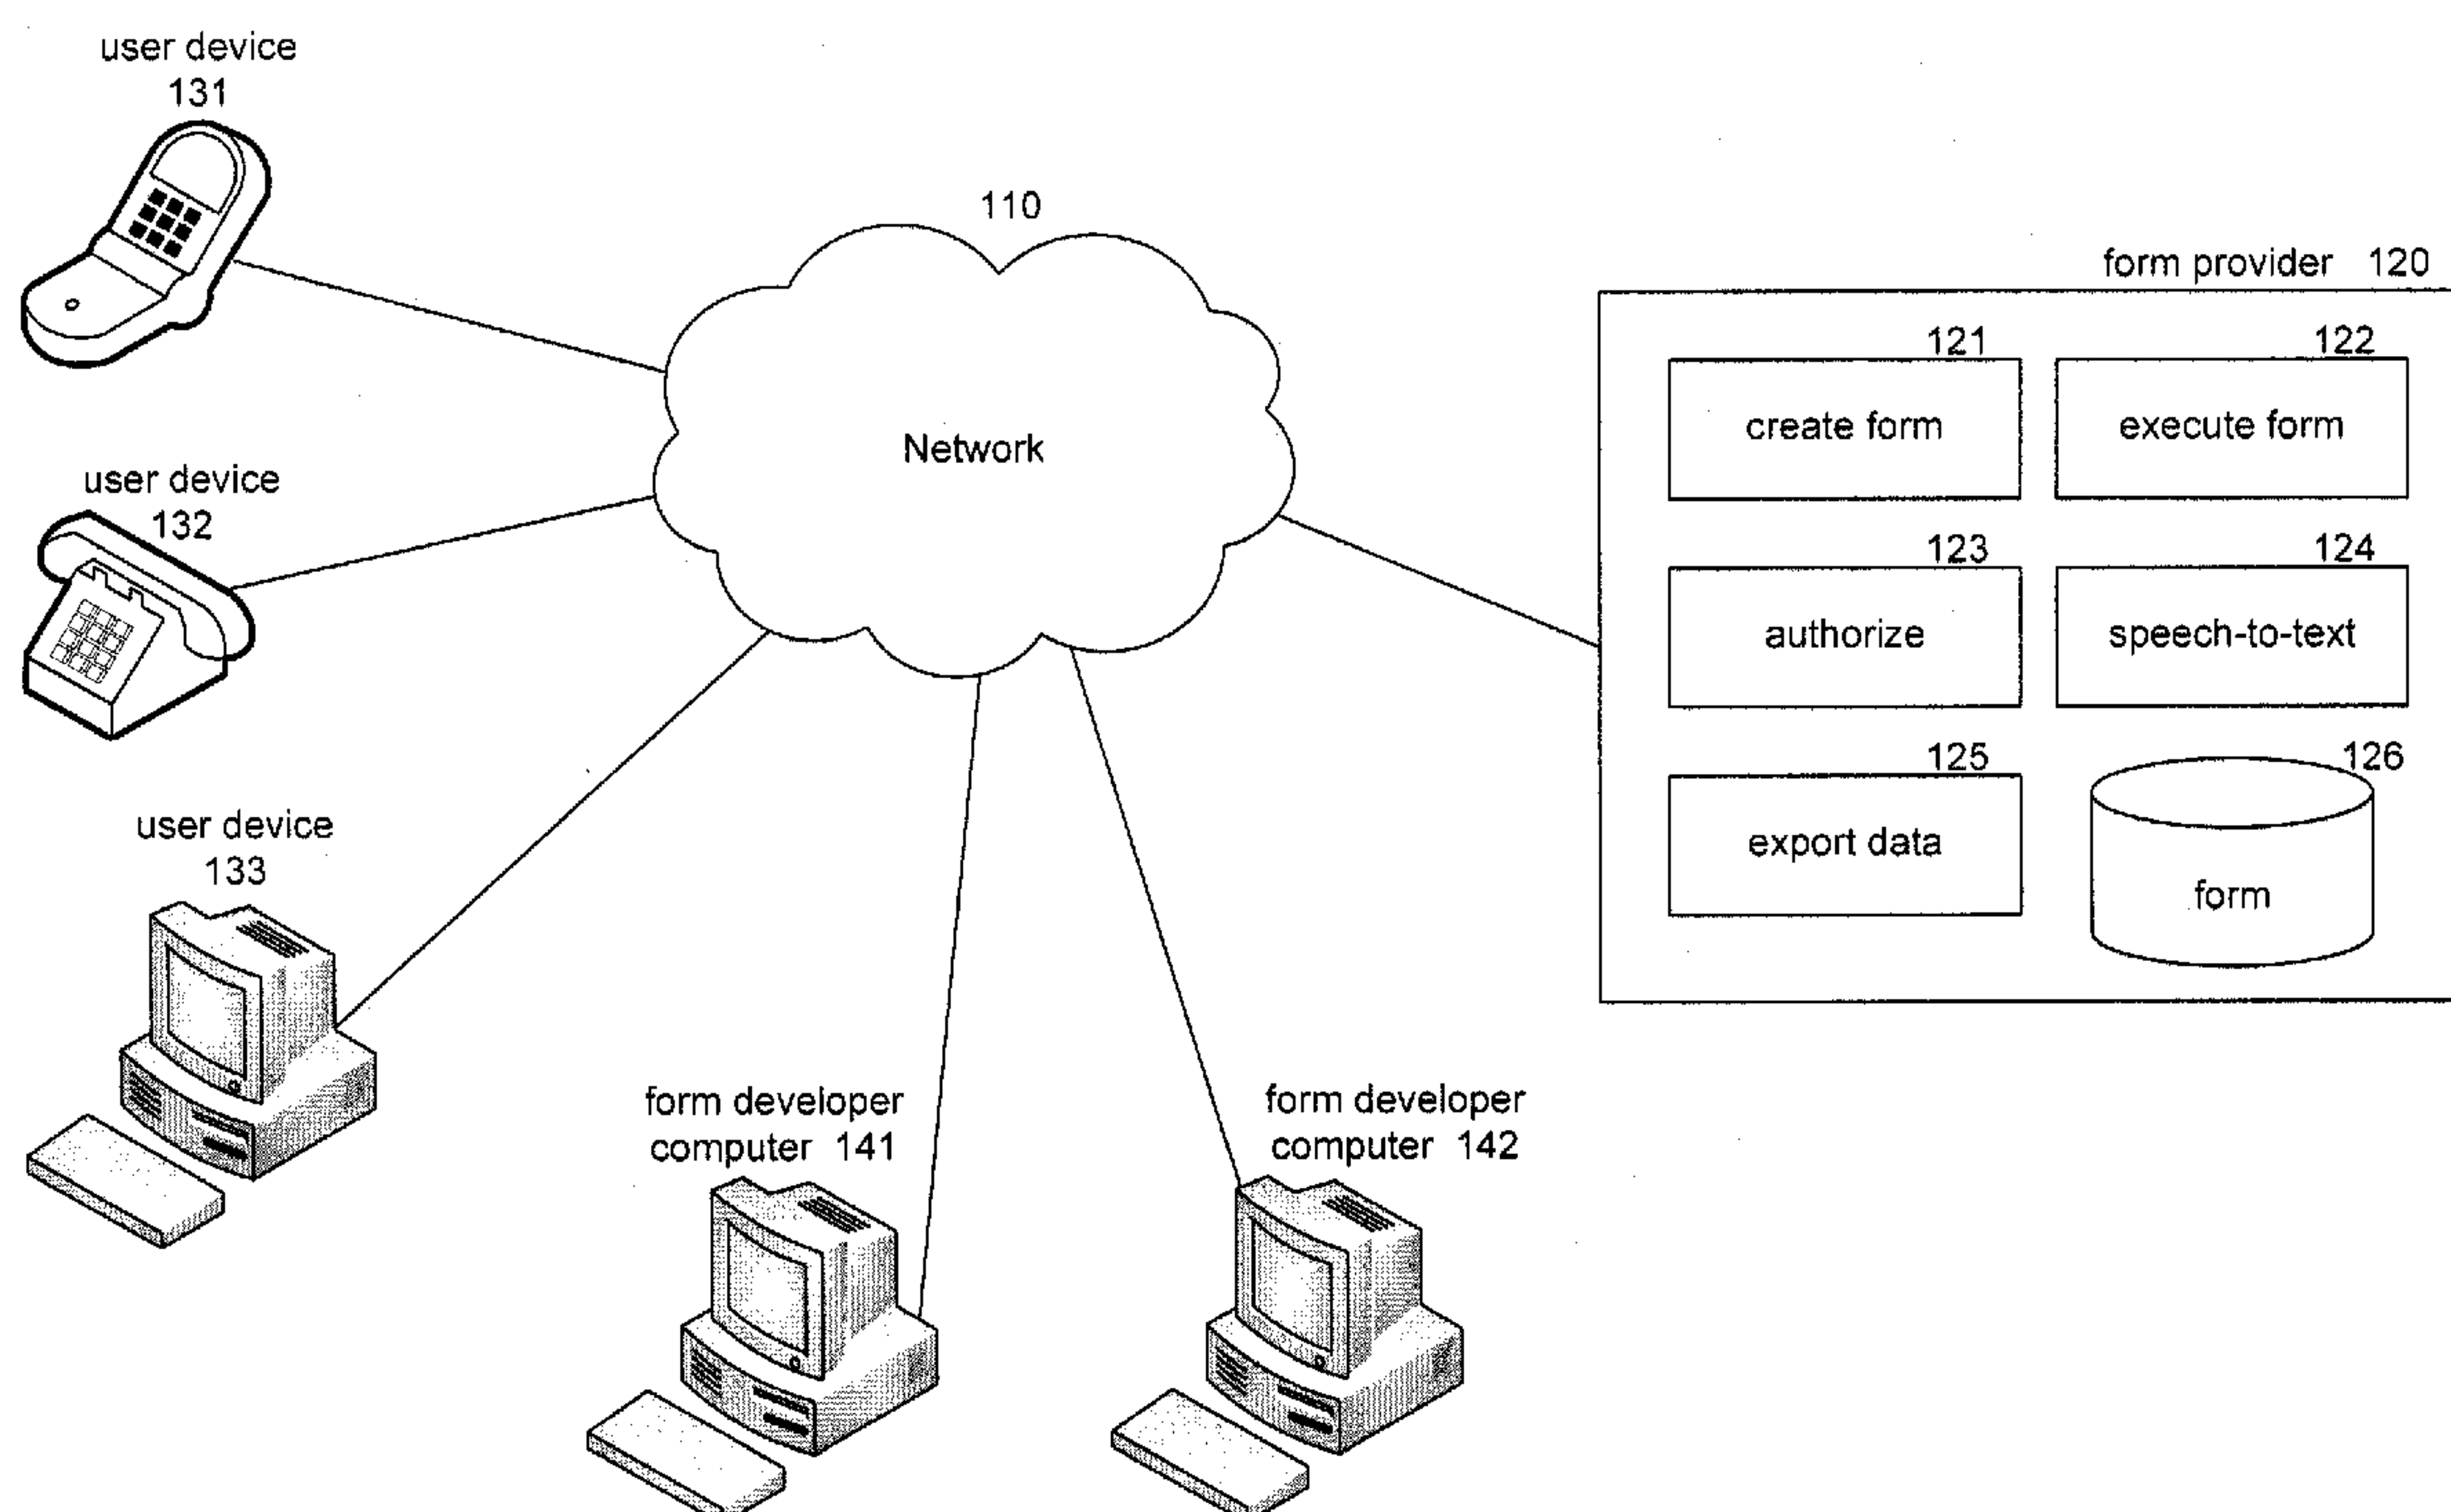 user device
131
110
form provider 120
121
122
create form
execute form
Network
user device
132
123
124
authorize
speech-to-text
125
126
export data
form
user device
133
form developer
computer 141
form developer
computer 142